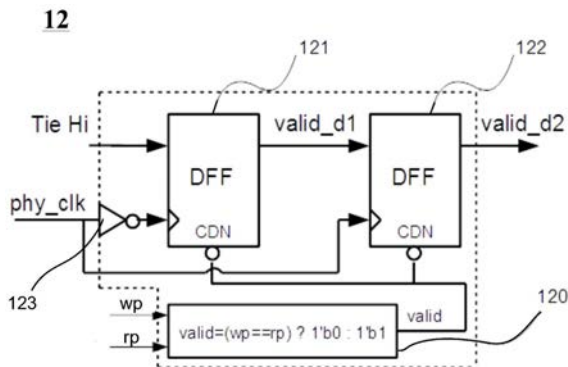 12
121
122
Tie Hi
valid_d1
valid_d2
DFF
DFF
phy_clk
CDN
CDN
123
wp
valid
rp
valid=(wp==rp) ? 1'b0 : 1'b1
120